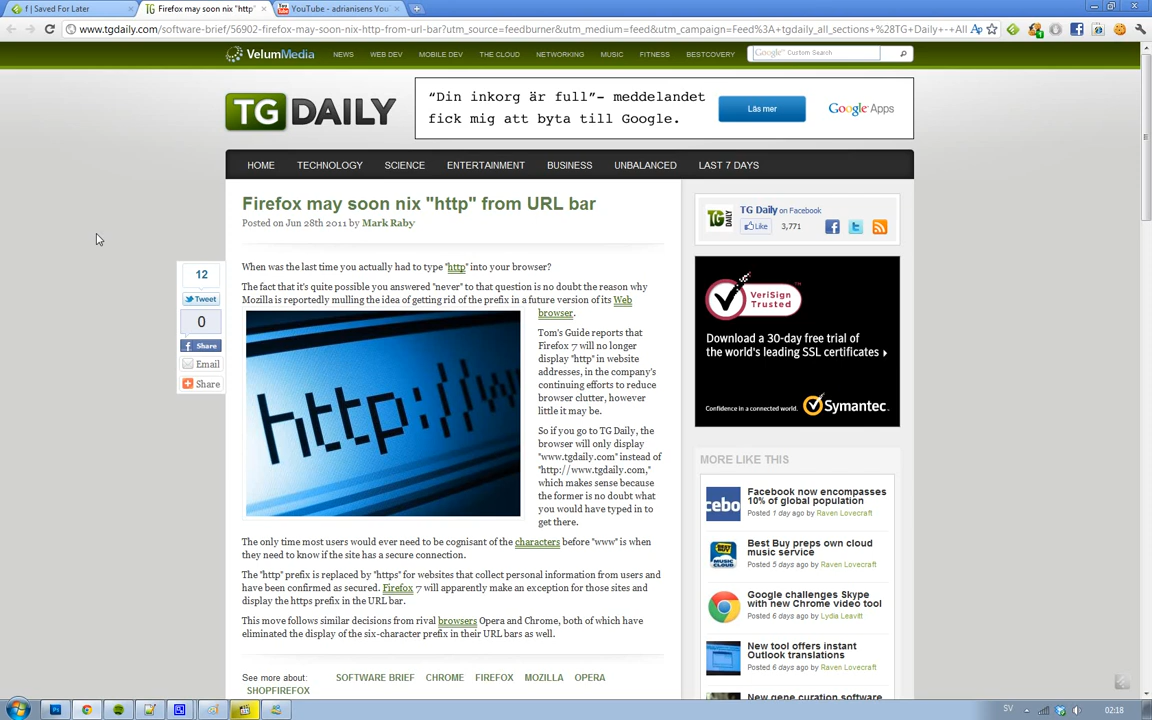 f | Saved For Later
Firefox may soon nix "http"
YouTube - adrianisens You
www.tgdaily.com/software-brief/56902-firefox-may-soon-nix-http-from-url-bar?utm_source=feedburner&utm_medium=feed&utm_campaign=Feed%3A+tgdaily_all_sections+%28TG+Daily+-+All
VelumMedia
NEWS WEB DEV MOBILE DEV THE CLOUD NETWORKING MUSIC FITNESS BESTCOVERY
Google Custom Search
TG DAILY
“Din inkorg är full”- meddelandet
fick mig att byta till Google.
Läs mer
Google Apps
HOME TECHNOLOGY SCIENCE ENTERTAINMENT BUSINESS UNBALANCED LAST 7 DAYS
Firefox may soon nix "http" from URL bar
Posted on Jun 28th 2011 by Mark Raby
12
Tweet
0
Share
Email
Share
When was the last time you actually had to type "http" into your browser?
The fact that it's quite possible you answered "never" to that question is no doubt the reason why
Mozilla is reportedly mulling the idea of getting rid of the prefix in a future version of its Web
browser.
http://ww
Tom's Guide reports that
Firefox 7 will no longer
display "http" in website
addresses, in the company's
continuing efforts to reduce
browser clutter, however
little it may be.
So if you go to TG Daily, the
browser will only display
"www.tgdaily.com" instead of
"http://www.tgdaily.com,"
which makes sense because
the former is no doubt what
you would have typed in to
get there.
The only time most users would ever need to be cognisant of the characters before "www" is when
they need to know if the site has a secure connection.
The "http" prefix is replaced by "https" for websites that collect personal information from users and
have been confirmed as secured. Firefox 7 will apparently make an exception for those sites and
display the https prefix in the URL bar.
This move follows similar decisions from rival browsers Opera and Chrome, both of which have
eliminated the display of the six-character prefix in their URL bars as well.
See more about: SOFTWARE BRIEF CHROME FIREFOX MOZILLA OPERA
SHOPFIREFOX
TG DAILY
TG Daily on Facebook
Like 3,771
VeriSign
Trusted
Download a 30-day free trial of
the world's leading SSL certificates
Confidence in a connected world.
Symantec.
MORE LIKE THIS
cebo
Facebook now encompasses
10% of global population
Posted 1 day ago by Raven Lovecraft
BEST BUY
MUSIC CLOUD
Best Buy preps own cloud
music service
Posted 5 days ago by Raven Lovecraft
Google challenges Skype
with new Chrome video tool
Posted 6 days ago by Lydia Leavitt
New tool offers instant
Outlook translations
Posted 6 days ago by Raven Lovecraft
New gene curation software
SV
02:18